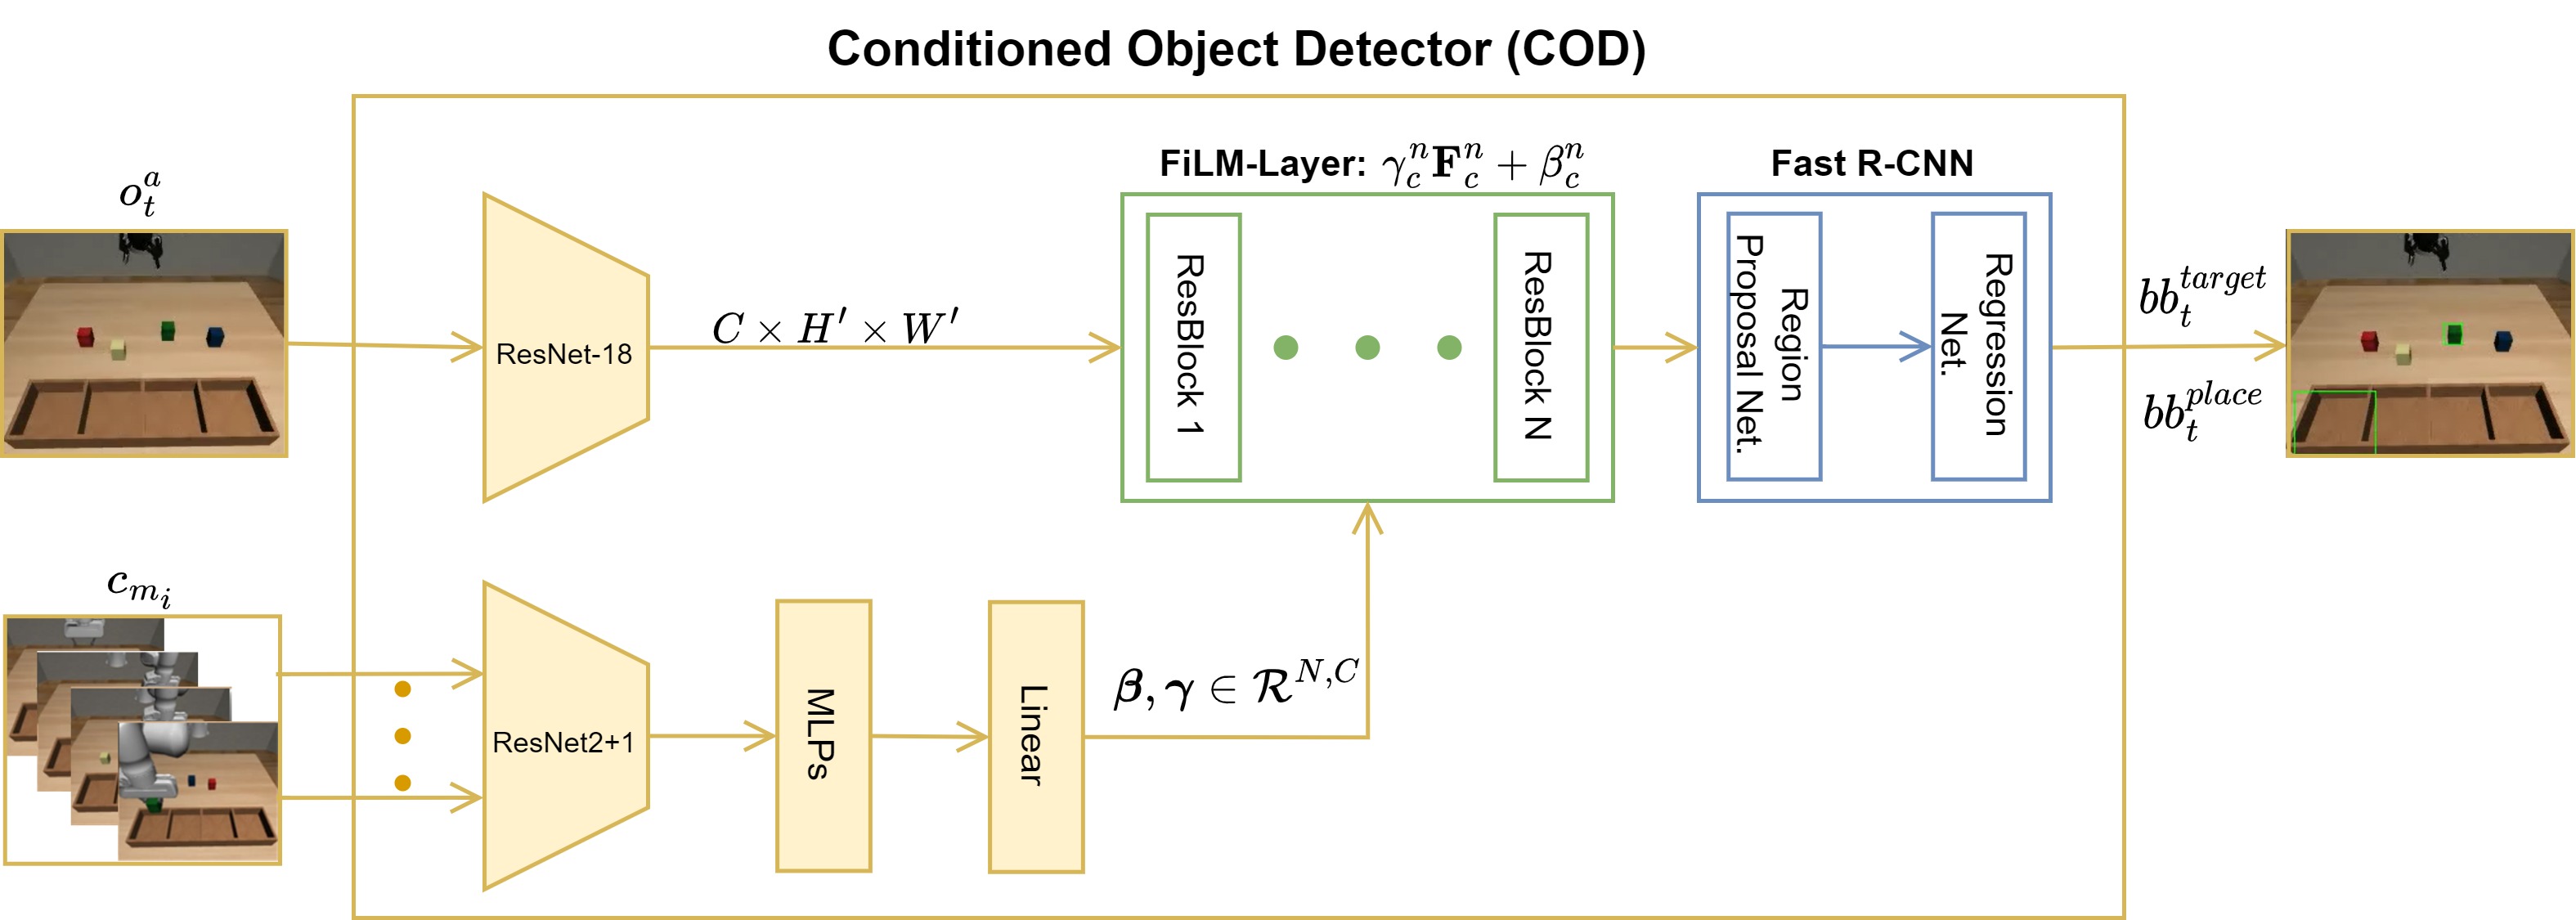 Conditioned Object Detector (COD)
FiLM-Layer: $\gamma_c^n \mathbf{F}_c^n + \beta_c^n$
Fast R-CNN
$o_t^a$
ResNet-18
$C \times H' \times W'$
ResBlock 1
ResBlock N
Region
Proposal Net.
Regression
Net.
$bb_t^{target}$
$bb_t^{place}$
$c_{m_i}$
ResNet2+1
MLPs
Linear
$\boldsymbol{\beta}, \boldsymbol{\gamma} \in \mathcal{R}^{N,C}$